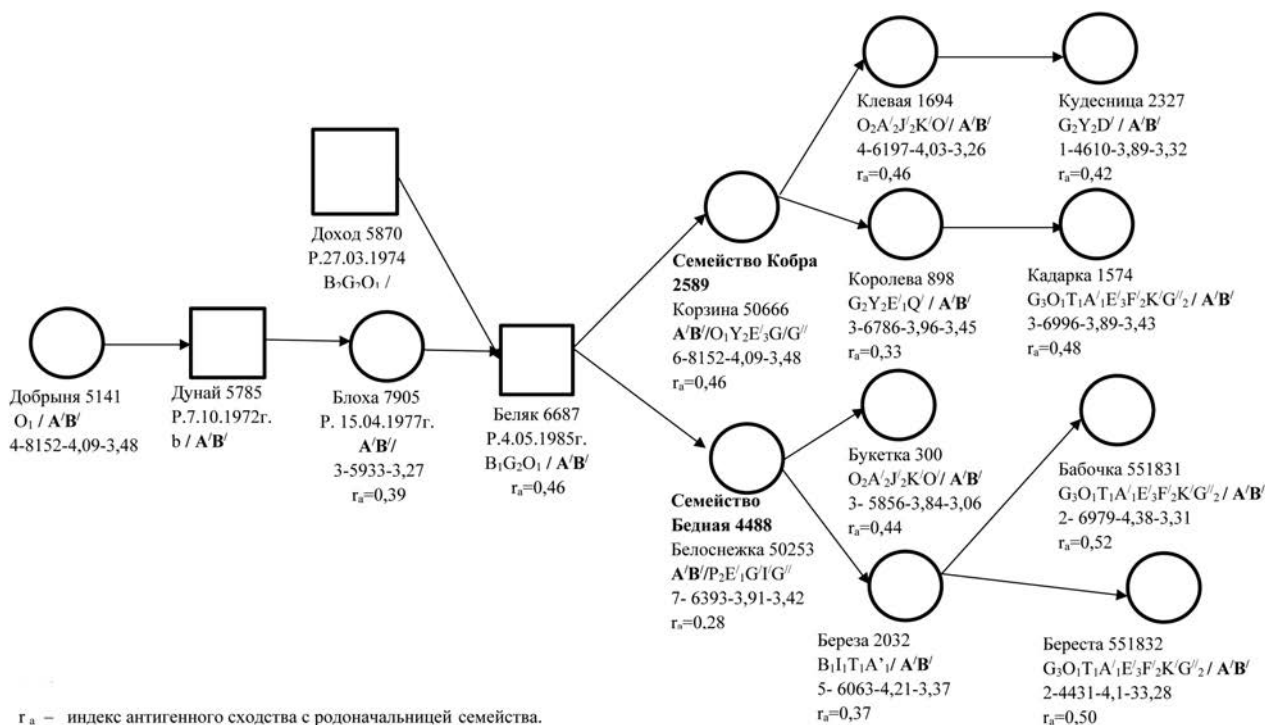 Клевая 1694
O₂A'₂J'₂K'O'/ A'B'
4-6197-4,03-3,26
rₐ=0,46
Кудесница 2327
G₂Y₂D' / A'B'
1-4610-3,89-3,32
rₐ=0,42
Доход 5870
Р.27.03.1974
B₂G₂O₁ /
Семейство Кобра
2589
Корзина 50666
A'B'/O₁Y₂E'₃G/G''
6-8152-4,09-3,48
rₐ=0,46
Королева 898
G₂Y₂E'₁Q' / A'B'
3-6786-3,96-3,45
rₐ=0,33
Кадарка 1574
G₃O₁T₁A'₁E'₃F'₂K'G''₂ / A'B'
3-6996-3,89-3,43
rₐ=0,48
Добрыня 5141
O₁ / A'B'
4-8152-4,09-3,48
Дунай 5785
Р.7.10.1972г.
b / A'B'
Блоха 7905
Р. 15.04.1977г.
A'B'/
3-5933-3,27
rₐ=0,39
Беляк 6687
Р.4.05.1985г.
B₁G₂O₁ / A'B'
rₐ=0,46
Семейство
Бедная 4488
Белоснежка 50253
A'B'/P₂E'₁G'I'G''
7- 6393-3,91-3,42
rₐ=0,28
Букетка 300
O₂A'₂J'₂K'O'/ A'B'
3- 5856-3,84-3,06
rₐ=0,44
Бабочка 551831
G₃O₁T₁A'₁E'₃F'₂K'G''₂ / A'B'
2- 6979-4,38-3,31
rₐ=0,52
Береза 2032
B₁I₁T₁A’₁/ A'B'
5- 6063-4,21-3,37
rₐ=0,37
Береста 551832
G₃O₁T₁A'₁E'₃F'₂K'G''₂ / A'B'
2-4431-4,1-33,28
rₐ=0,50
r ₐ – индекс антигенного сходства с родоначальницей семейства.